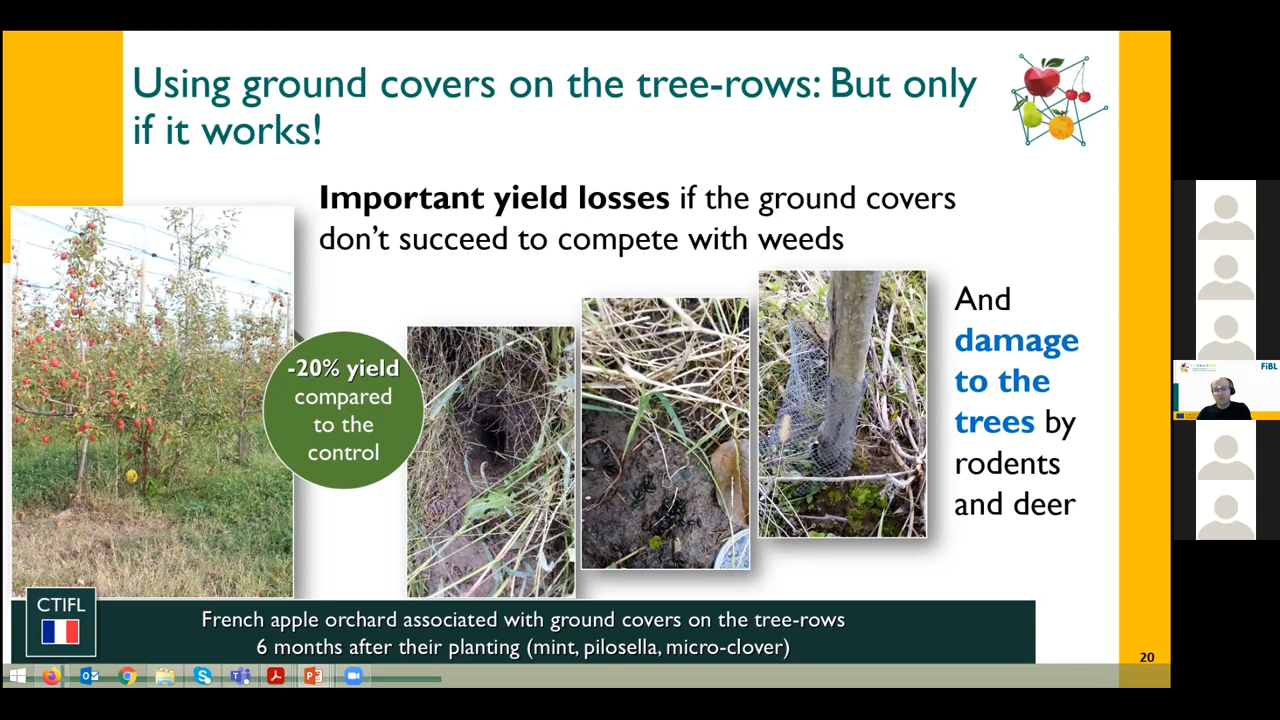 Using ground covers on the tree-rows: But only
if it works!
Important yield losses if the ground covers
don't succeed to compete with weeds
-20% yield
compared
to the
control
And
damage
to the
trees by
rodents
and deer
CTIFL
French apple orchard associated with ground covers on the tree-rows
6 months after their planting (mint, pilosella, micro-clover)
20
FiBL